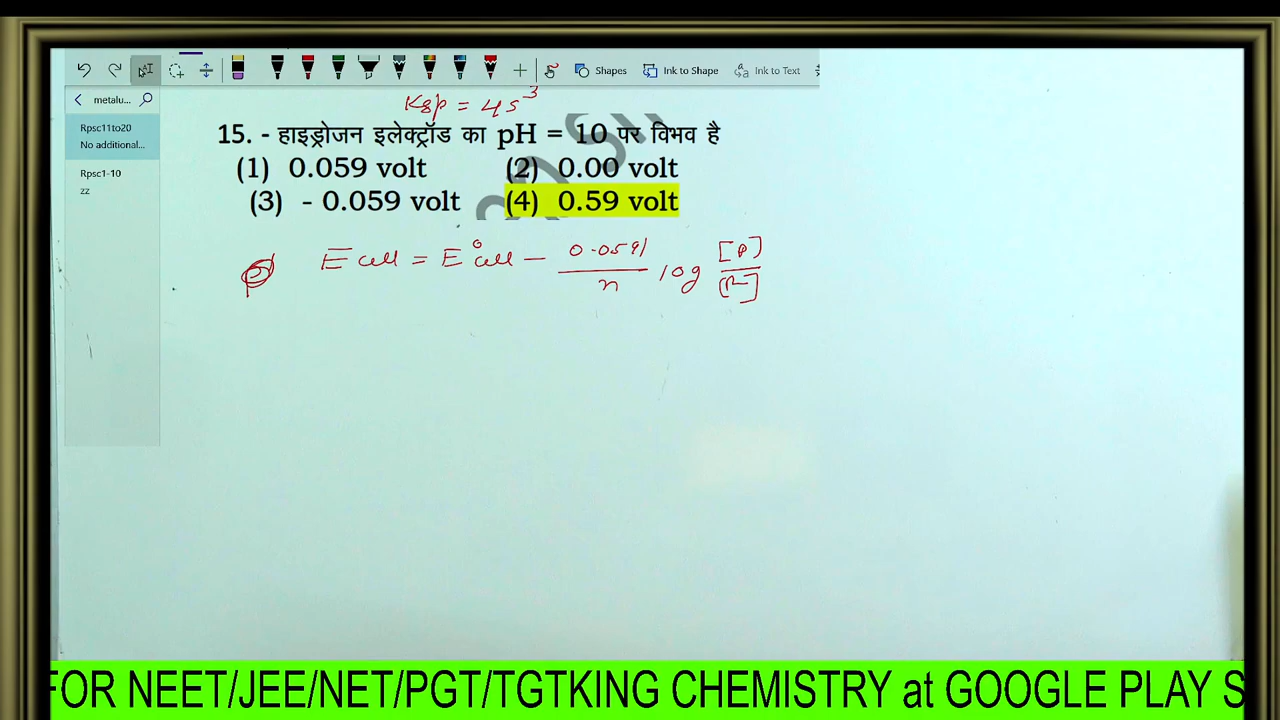 Shapes Ink to Shape Ink to Text
metalu...
Rpsc11to20
No additional...
Rpsc1-10
zz
Ksp = 4s³
15. - हाइड्रोजन इलेक्ट्रॉड का pH = 10 पर विभव है
(1) 0.059 volt (2) 0.00 volt
(3) - 0.059 volt (4) 0.59 volt
E cell = E° cell - 0.0591/n log [P]/[R]
FOR NEET/JEE/NET/PGT/TGTKING CHEMISTRY at GOOGLE PLAY S